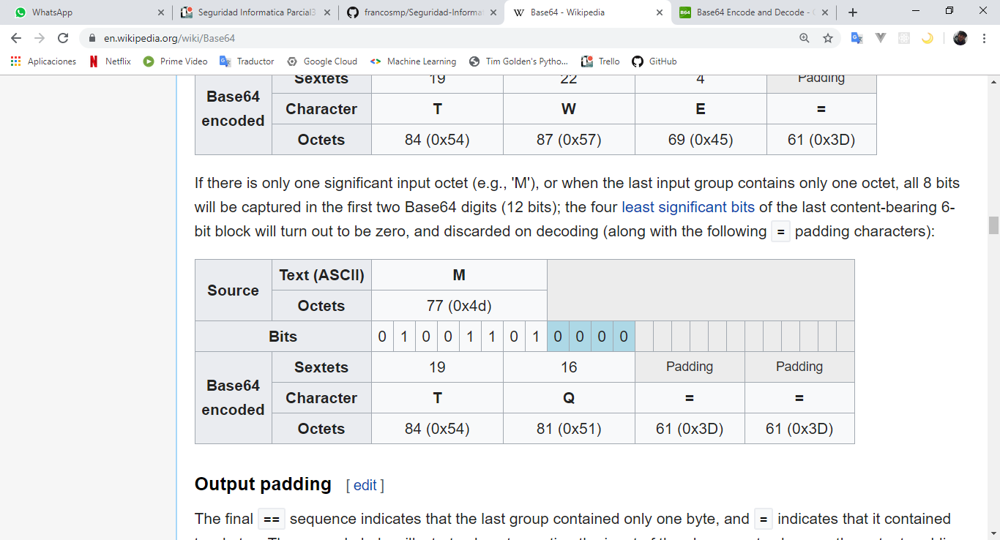 WhatsApp
Seguridad Informatica Parcial3
francosmp/Seguridad-Informa
W Base64 - Wikipedia
B64 Base64 Encode and Decode -
en.wikipedia.org/wiki/Base64
Aplicaciones
Netflix
Prime Video
Traductor
Google Cloud
Machine Learning
Tim Golden's Pytho...
Trello
GitHub
Base64 encoded
Sextets 19 22 4 Padding
Character T W E =
Octets 84 (0x54) 87 (0x57) 69 (0x45) 61 (0x3D)
If there is only one significant input octet (e.g., 'M'), or when the last input group contains only one octet, all 8 bits
will be captured in the first two Base64 digits (12 bits); the four least significant bits of the last content-bearing 6-
bit block will turn out to be zero, and discarded on decoding (along with the following = padding characters):
Source
Text (ASCII) M
Octets 77 (0x4d)
Bits 0 1 0 0 1 1 0 1 0 0 0 0
Base64 encoded
Sextets 19 16 Padding Padding
Character T Q = =
Octets 84 (0x54) 81 (0x51) 61 (0x3D) 61 (0x3D)
Output padding [ edit ]
The final == sequence indicates that the last group contained only one byte, and = indicates that it contained